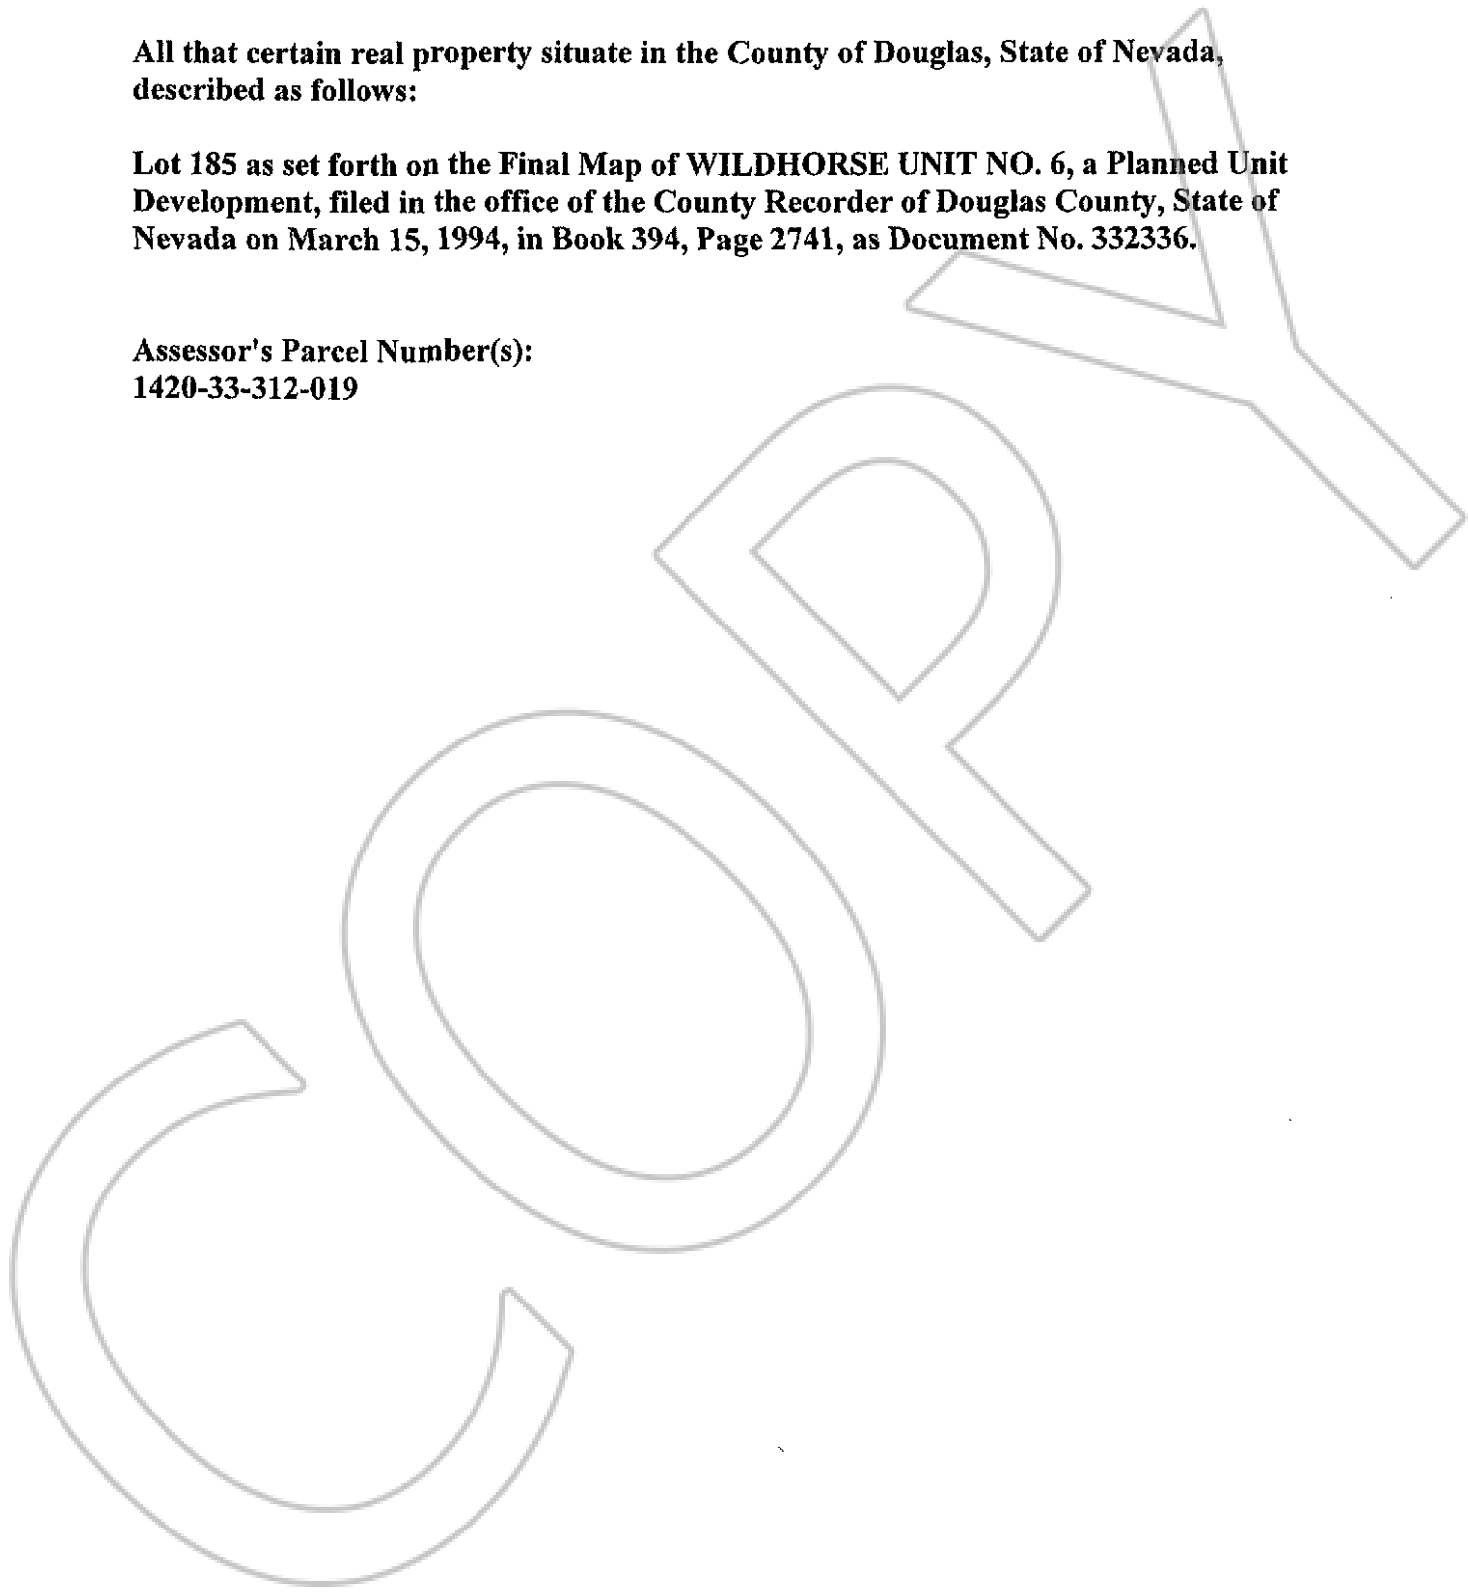 All that certain real property situate in the County of Douglas, State of Nevada,
described as follows:
Lot 185 as set forth on the Final Map of WILDHORSE UNIT NO. 6, a Planned Unit
Development, filed in the office of the County Recorder of Douglas County, State of
Nevada on March 15, 1994, in Book 394, Page 2741, as Document No. 332336.
Assessor's Parcel Number(s):
1420-33-312-019
COPY